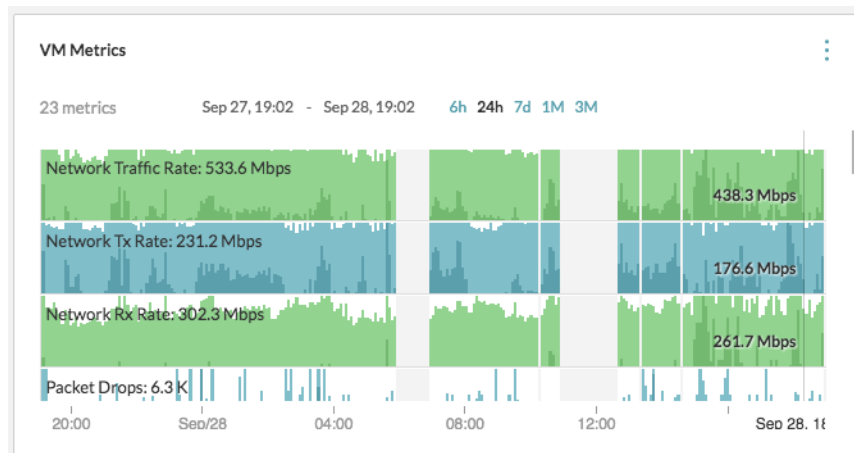 VM Metrics
23 metrics Sep 27, 19:02 - Sep 28, 19:02 6h 24h 7d 1M 3M
Network Traffic Rate: 533.6 Mbps
438.3 Mbps
Network Tx Rate: 231.2 Mbps
176.6 Mbps
Network Rx Rate: 302.3 Mbps
261.7 Mbps
Packet Drops: 6.3 K
20:00 Sep/28 04:00 08:00 12:00 Sep 28, 18